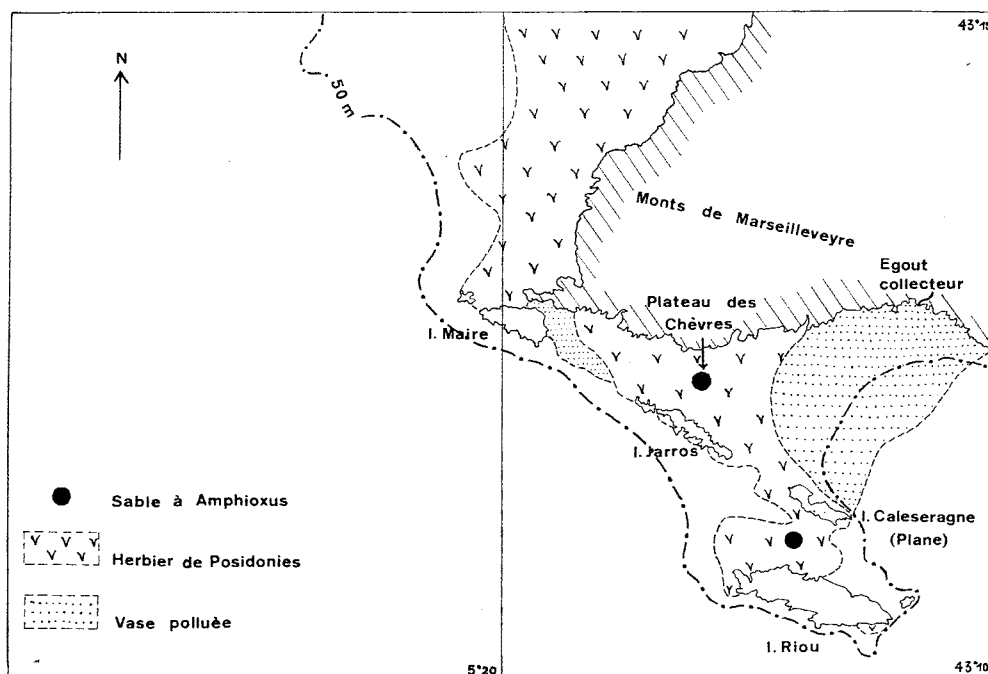 43°15
N
50 m
Monts de Marseilleveyre
Egout
collecteur
Plateau des
Chèvres
I. Maire
I. Jarros
Sable à Amphioxus
I. Caleseragne
(Plane)
Herbier de Posidonies
Vase polluèe
I. Riou
5°20
43°10